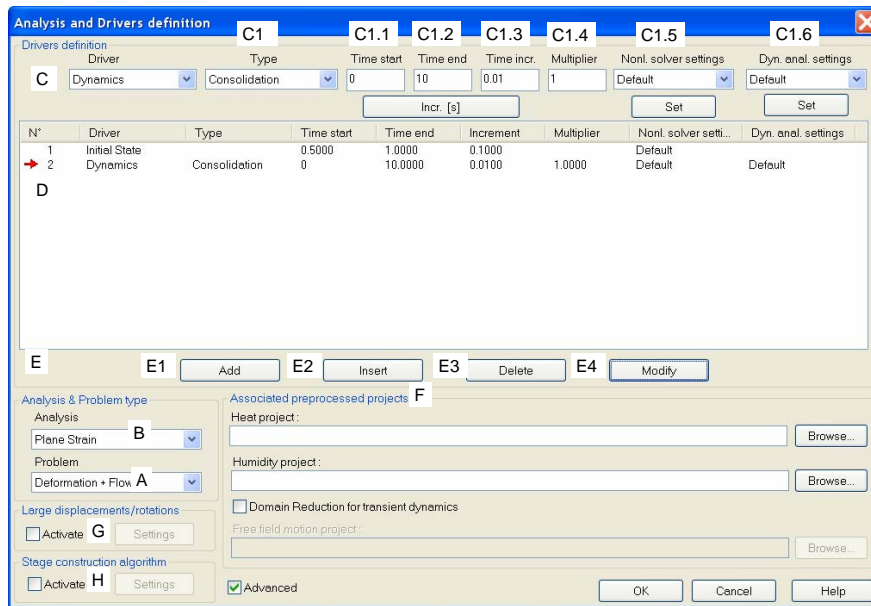 Analysis and Drivers definition
C1 C1.1 C1.2 C1.3 C1.4 C1.5 C1.6
Drivers definition
Driver Type Time start Time end Time incr. Multiplier Nonl. solver settings Dyn. anal. settings
C Dynamics Consolidation 0 10 0.01 1 Default Default
Incr. [s] Set Set
N° Driver Type Time start Time end Increment Multiplier Nonl. solver setti... Dyn. anal. settings
1 Initial State 0.5000 1.0000 0.1000 Default
2 Dynamics Consolidation 0 10.0000 0.0100 1.0000 Default Default
D
E E1 Add E2 Insert E3 Delete E4 Modify
Analysis & Problem type
Analysis
B
Plane Strain
Problem
Deformation + Flow A
Large displacements/rotations
Activate G Settings
Stage construction algorithm
Activate H Settings
Associated preprocessed projects F
Heat project :
Browse...
Humidity project :
Browse...
Domain Reduction for transient dynamics
Free field motion project :
Browse...
Advanced OK Cancel Help